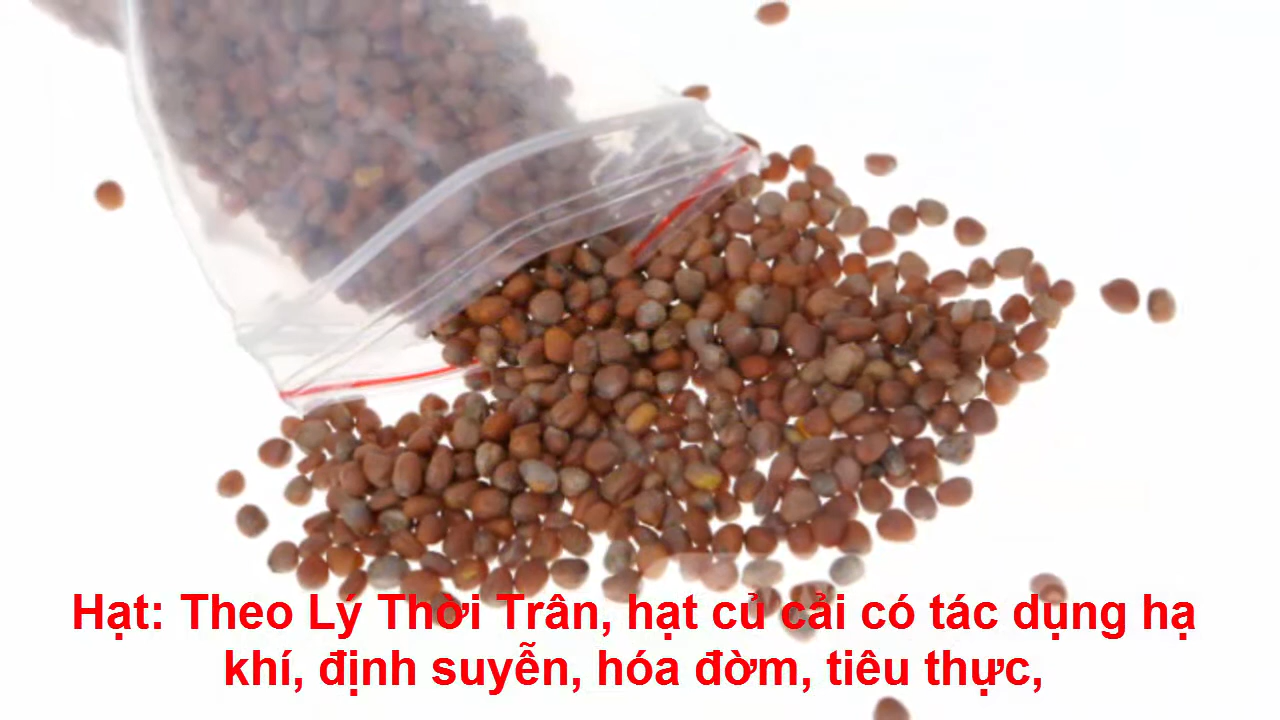 Hạt: Theo Lý Thời Trân, hạt củ cải có tác dụng hạ
khí, định suyễn, hóa đờm, tiêu thực,